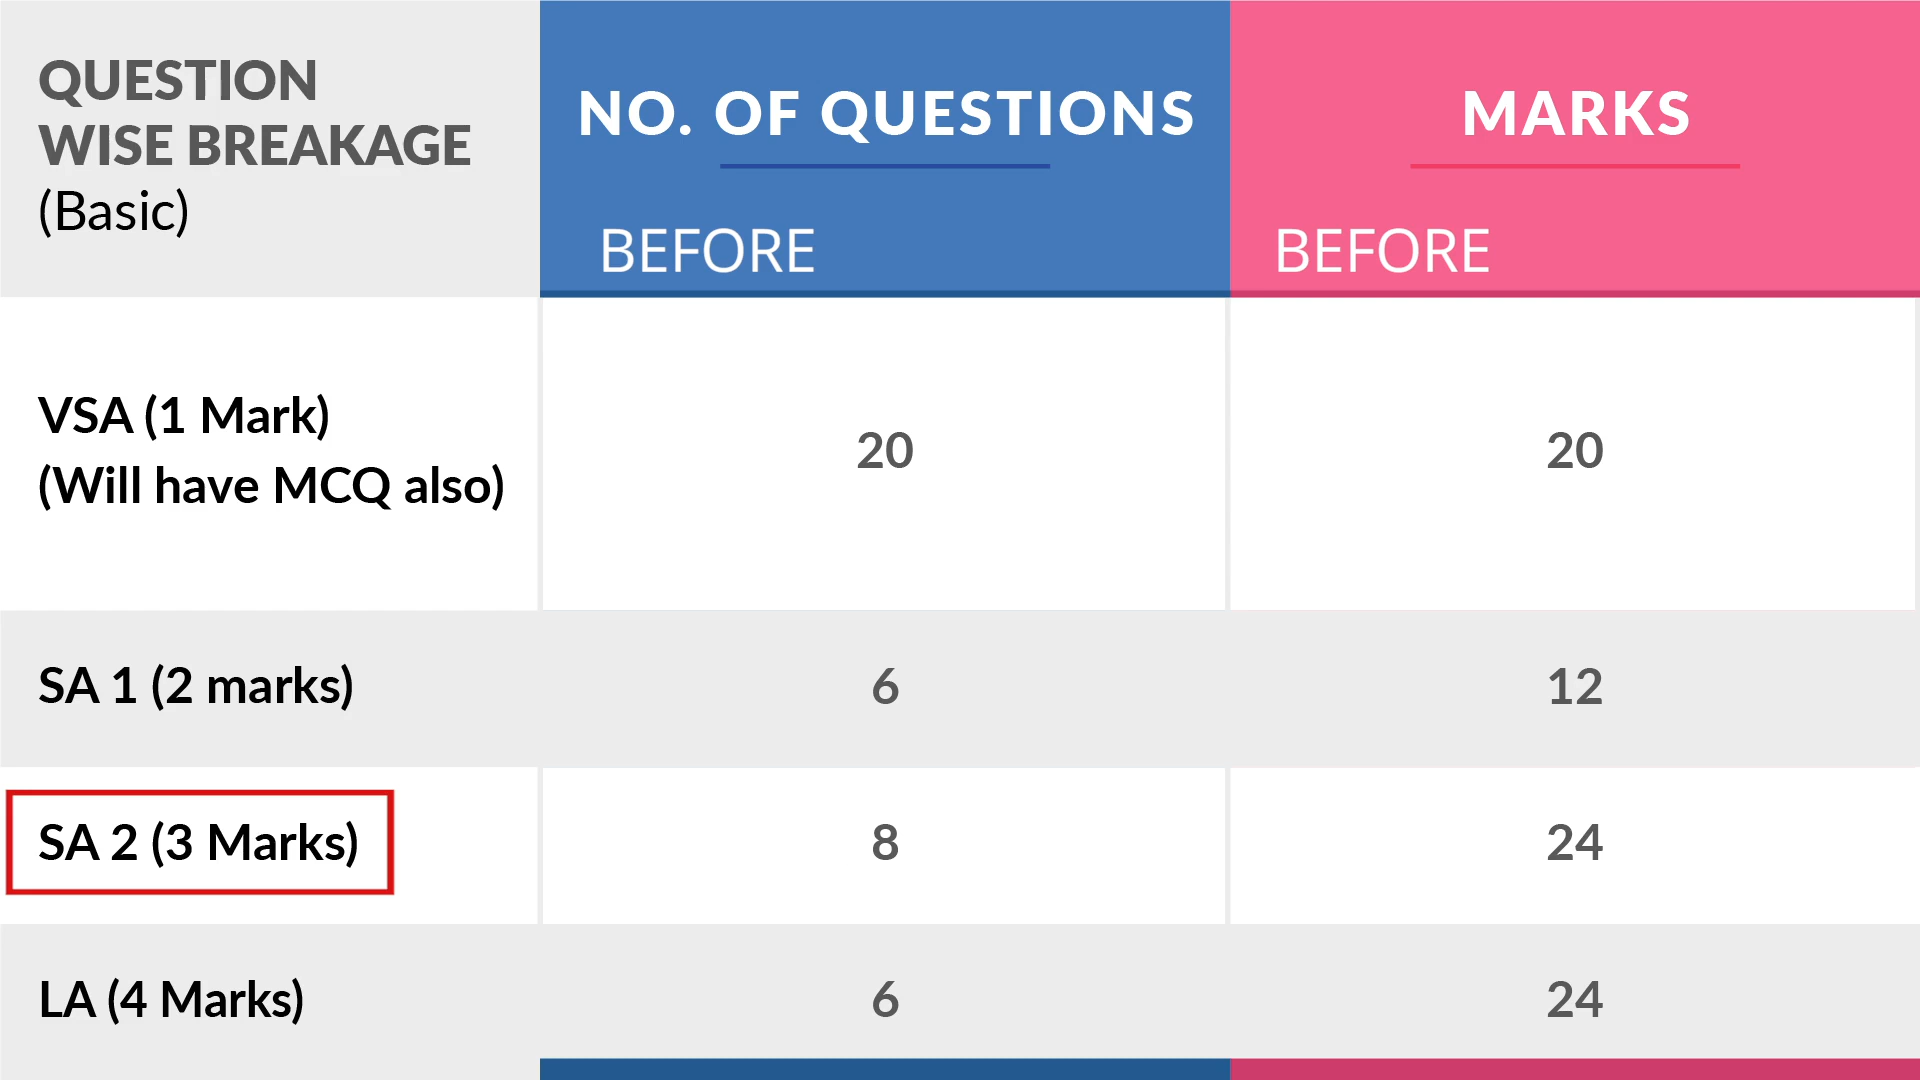 QUESTION
WISE BREAKAGE
(Basic)
NO. OF QUESTIONS
MARKS
BEFORE
BEFORE
VSA (1 Mark)
(Will have MCQ also)
20
20
SA 1 (2 marks)
6
12
SA 2 (3 Marks)
8
24
LA (4 Marks)
6
24